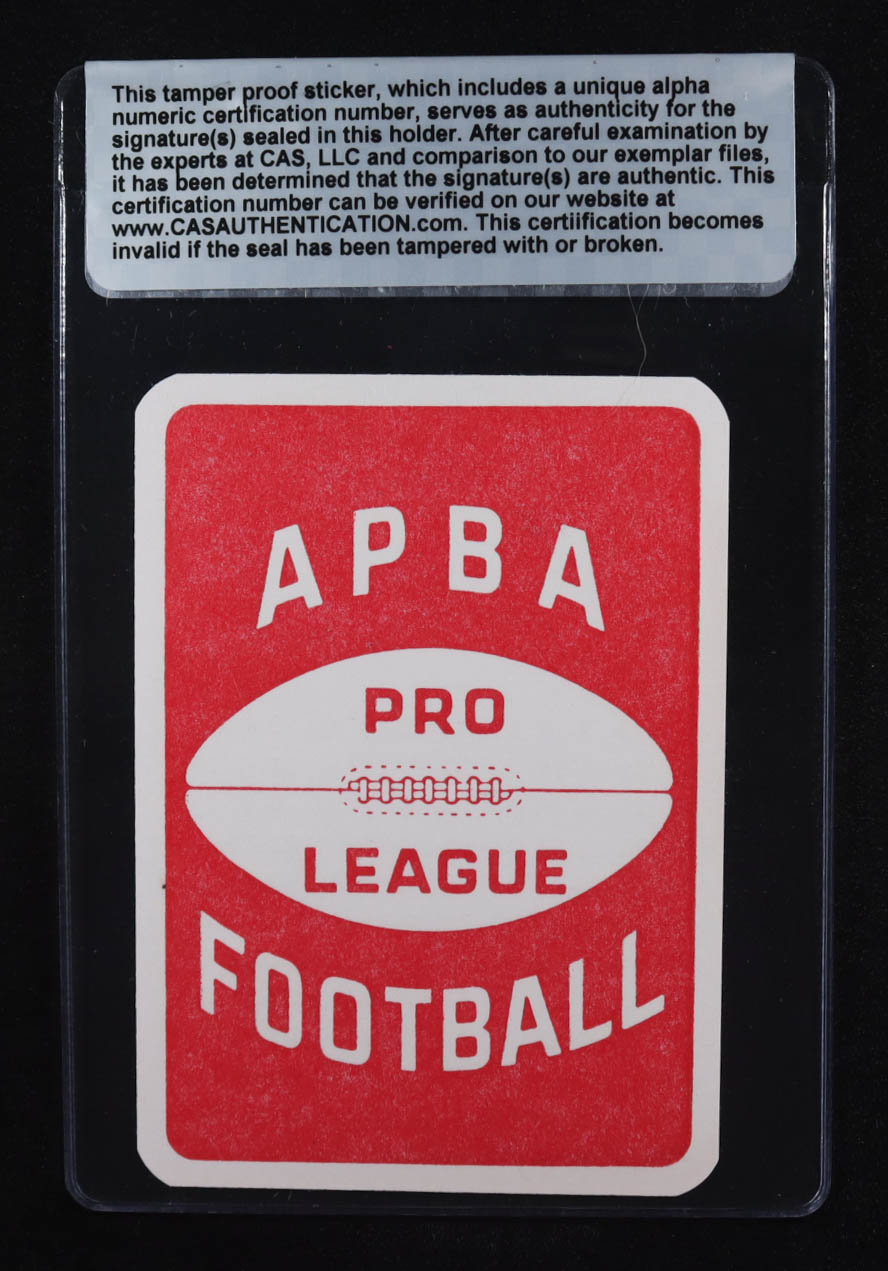 This tamper proof sticker, which includes a unique alpha
numeric certification number, serves as authenticity for the
signature(s) sealed in this holder. After careful examination by
the experts at CAS, LLC and comparison to our exemplar files,
it has been determined that the signature(s) are authentic. This
certification number can be verified on our website at
www.CASAUTHENTICATION.com. This certiification becomes
invalid if the seal has been tampered with or broken.
APBA
PRO
LEAGUE
FOOTBALL